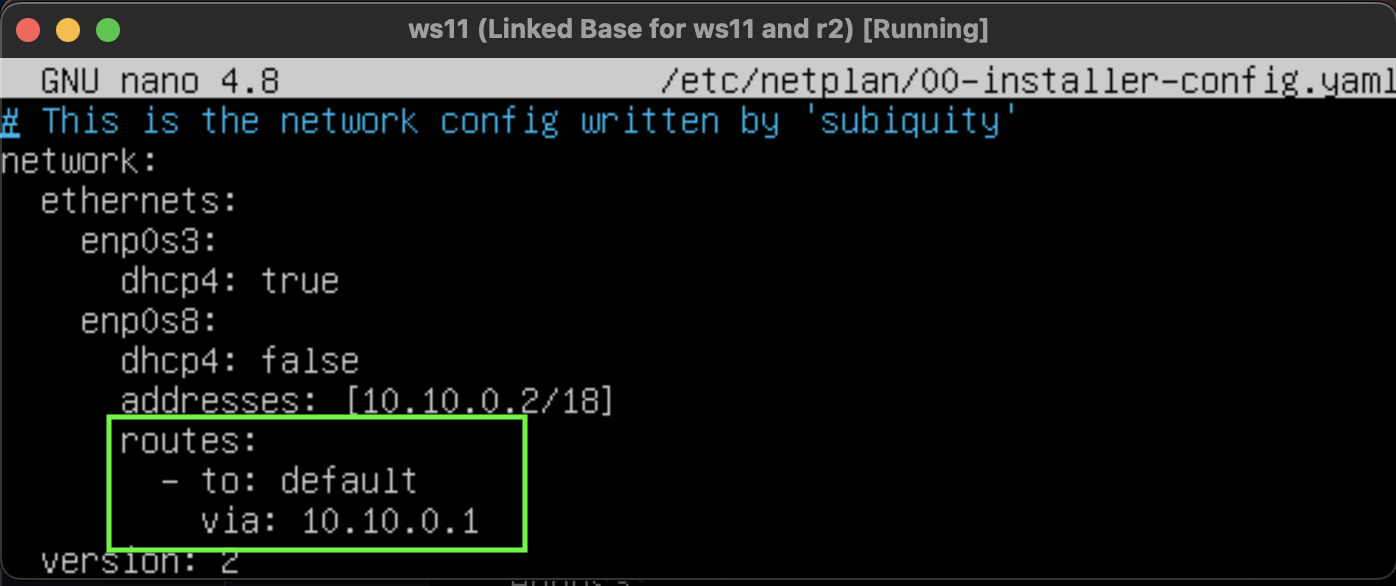 ws11 (Linked Base for ws11 and r2) [Running]
GNU nano 4.8 /etc/netplan/00-installer-config.yaml
# This is the network config written by 'subiquity'
network:
  ethernets:
    enp0s3:
      dhcp4: true
    enp0s8:
      dhcp4: false
      addresses: [10.10.0.2/18]
      routes:
        - to: default
          via: 10.10.0.1
  version: 2